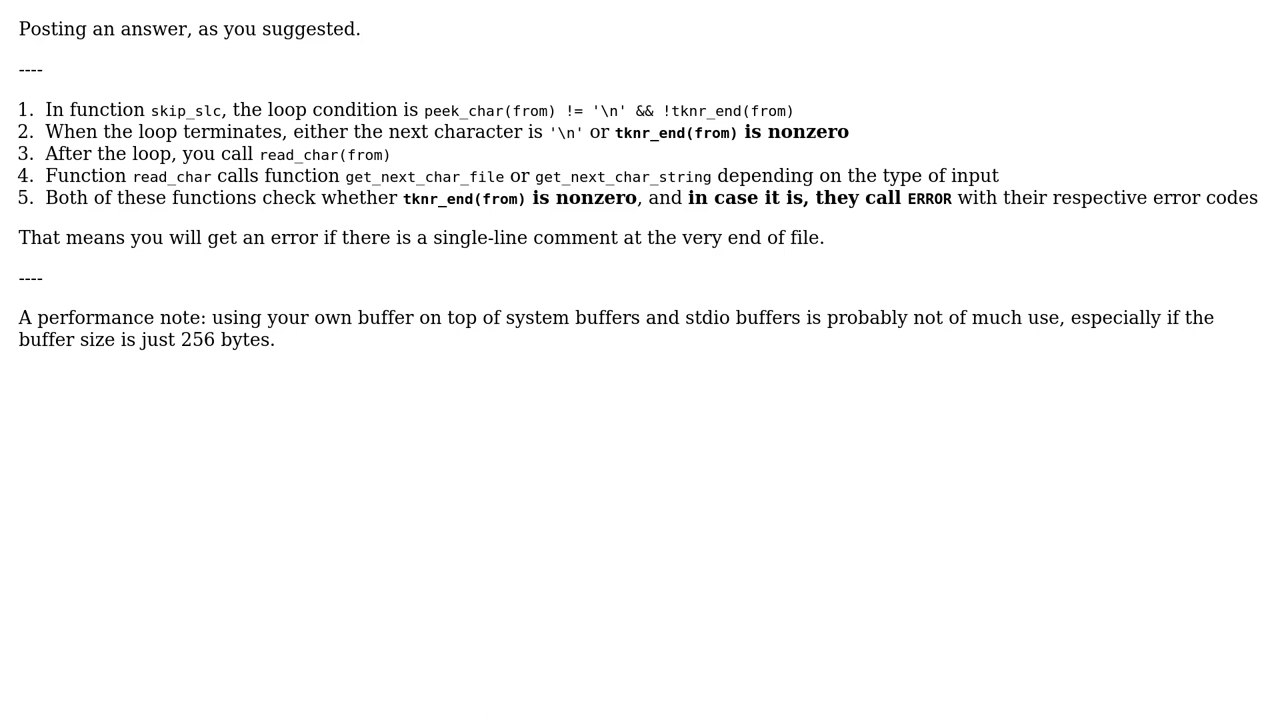 Posting an answer, as you suggested.
----
1. In function skip_slc, the loop condition is peek_char(from) != '\n' && !tknr_end(from)
2. When the loop terminates, either the next character is '\n' or tknr_end(from) is nonzero
3. After the loop, you call read_char(from)
4. Function read_char calls function get_next_char_file or get_next_char_string depending on the type of input
5. Both of these functions check whether tknr_end(from) is nonzero, and in case it is, they call ERROR with their respective error codes
That means you will get an error if there is a single-line comment at the very end of file.
----
A performance note: using your own buffer on top of system buffers and stdio buffers is probably not of much use, especially if the
buffer size is just 256 bytes.